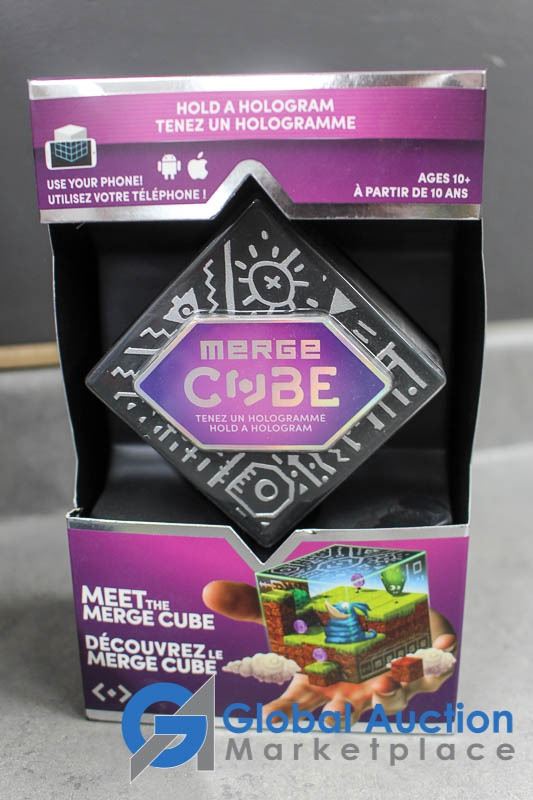 HOLD A HOLOGRAM
TENEZ UN HOLOGRAMME
USE YOUR PHONE!
UTILISEZ VOTRE TÉLÉPHONE !
AGES 10+
À PARTIR DE 10 ANS
MERGE
CUBE
TENEZ UN HOLOGRAMME
HOLD A HOLOGRAM
MEET THE
MERGE CUBE
DÉCOUVREZ LE
MERGE CUBE
Global Auction
Marketplace